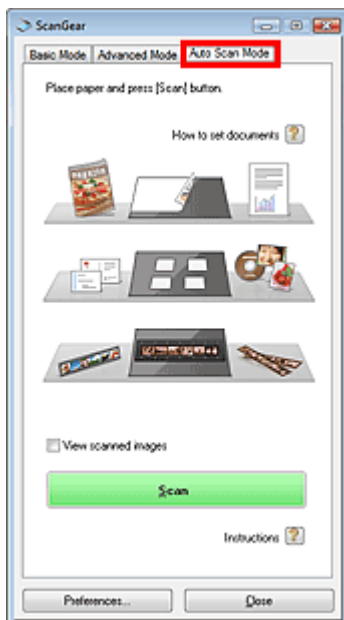 ScanGear
Basic Mode Advanced Mode Auto Scan Mode
Place paper and press [Scan] button.
How to set documents ?
View scanned images
Scan
Instructions ?
Preferences... Close